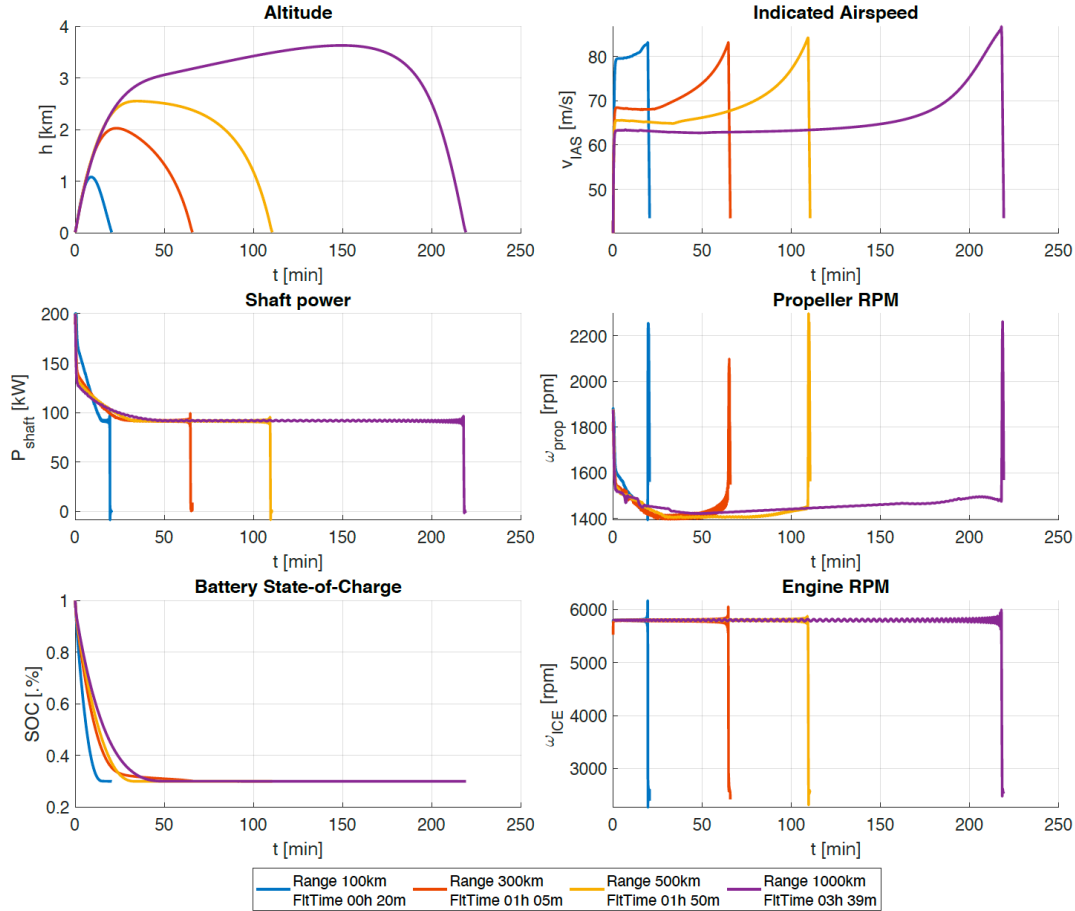 Altitude
4
3
2
1
0
h [km]
0 50 100 150 200 250
t [min]
Indicated Airspeed
80
70
60
50
v_IAS [m/s]
0 50 100 150 200 250
t [min]
Shaft power
200
150
100
50
0
P_shaft [kW]
0 50 100 150 200 250
t [min]
Propeller RPM
2200
2000
1800
1600
1400
ω_prop [rpm]
0 50 100 150 200 250
t [min]
Battery State-of-Charge
1
0.8
0.6
0.4
0.2
SOC [.%]
0 50 100 150 200 250
t [min]
Engine RPM
6000
5000
4000
3000
ω_ICE [rpm]
0 50 100 150 200 250
t [min]
Range 100km Range 300km Range 500km Range 1000km
FltTime 00h 20m FltTime 01h 05m FltTime 01h 50m FltTime 03h 39m